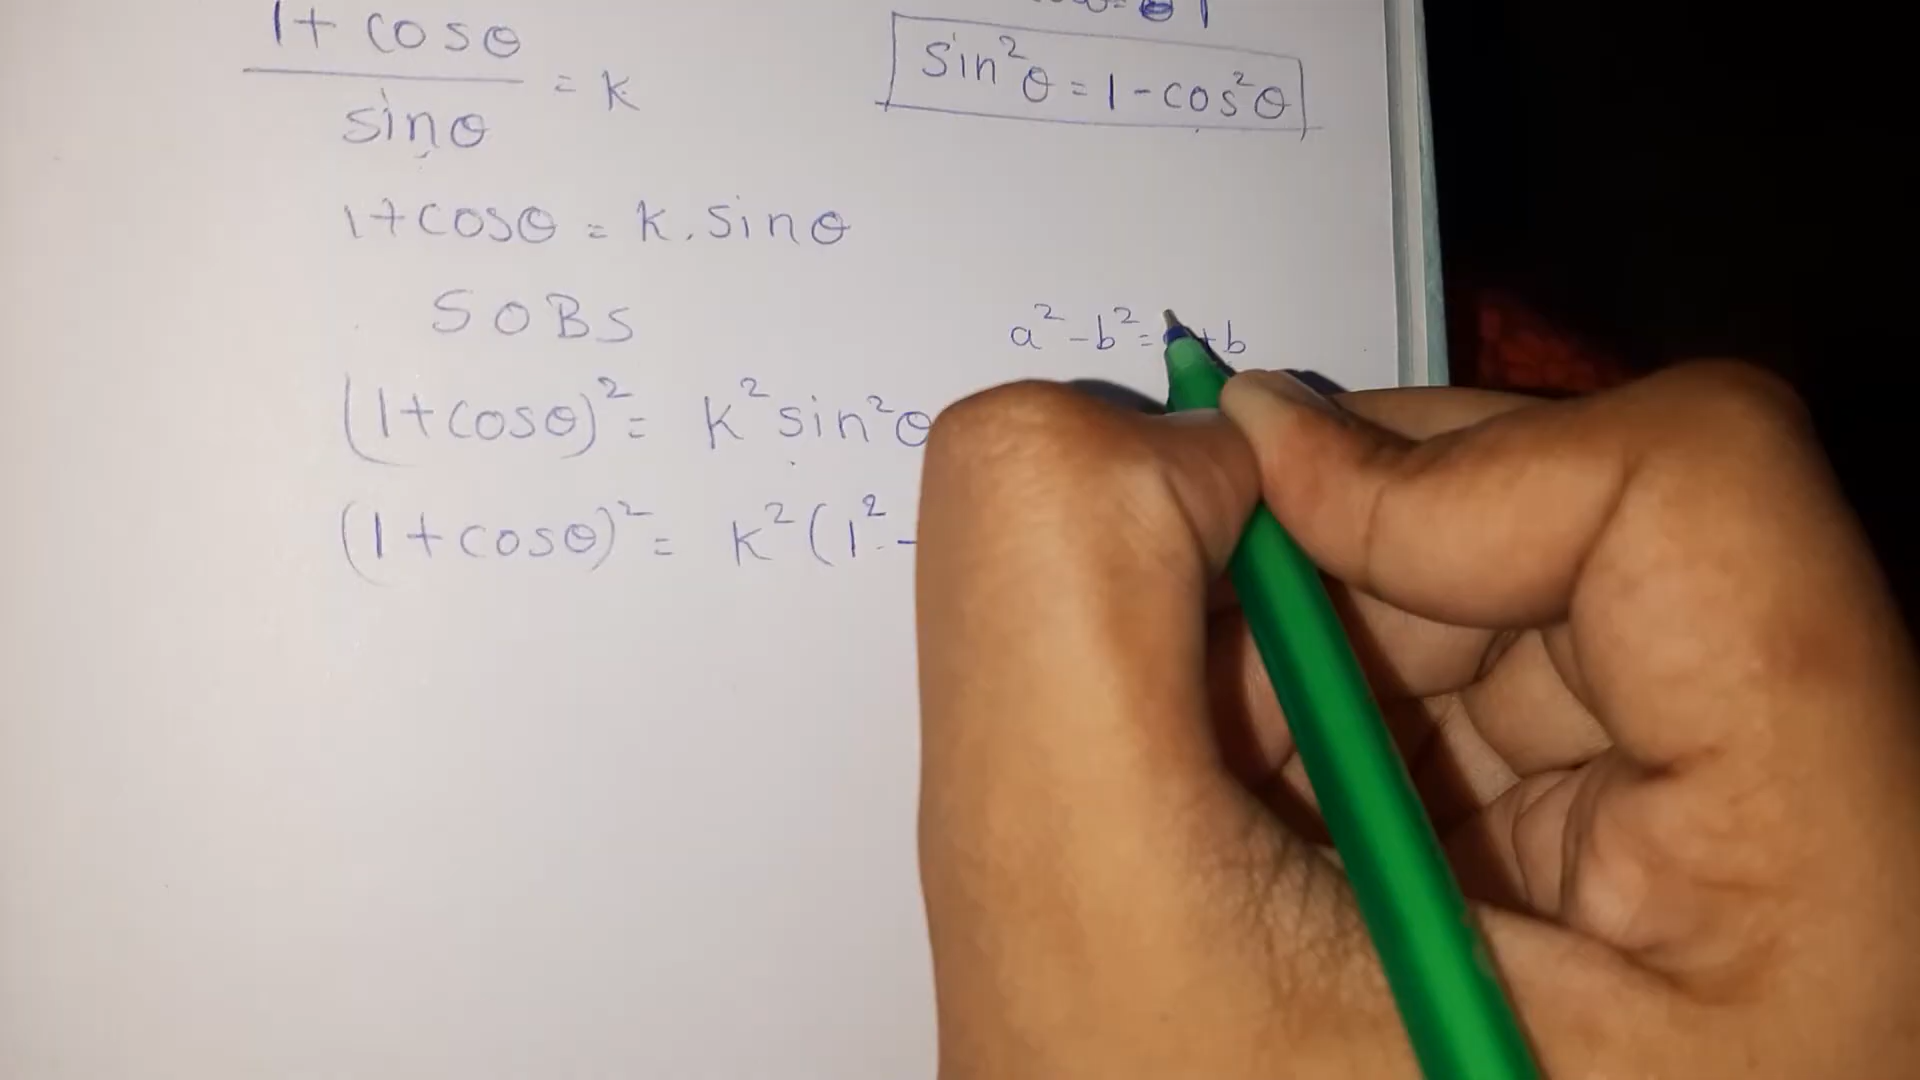 1 + cosθ
/ sinθ = k
1
sin²θ = 1 - cos²θ
1+cosθ = k . sinθ
SOBS
a² - b² = +b
(1+cosθ)² = k² sin²θ
(1+cosθ)² = k² (1² -